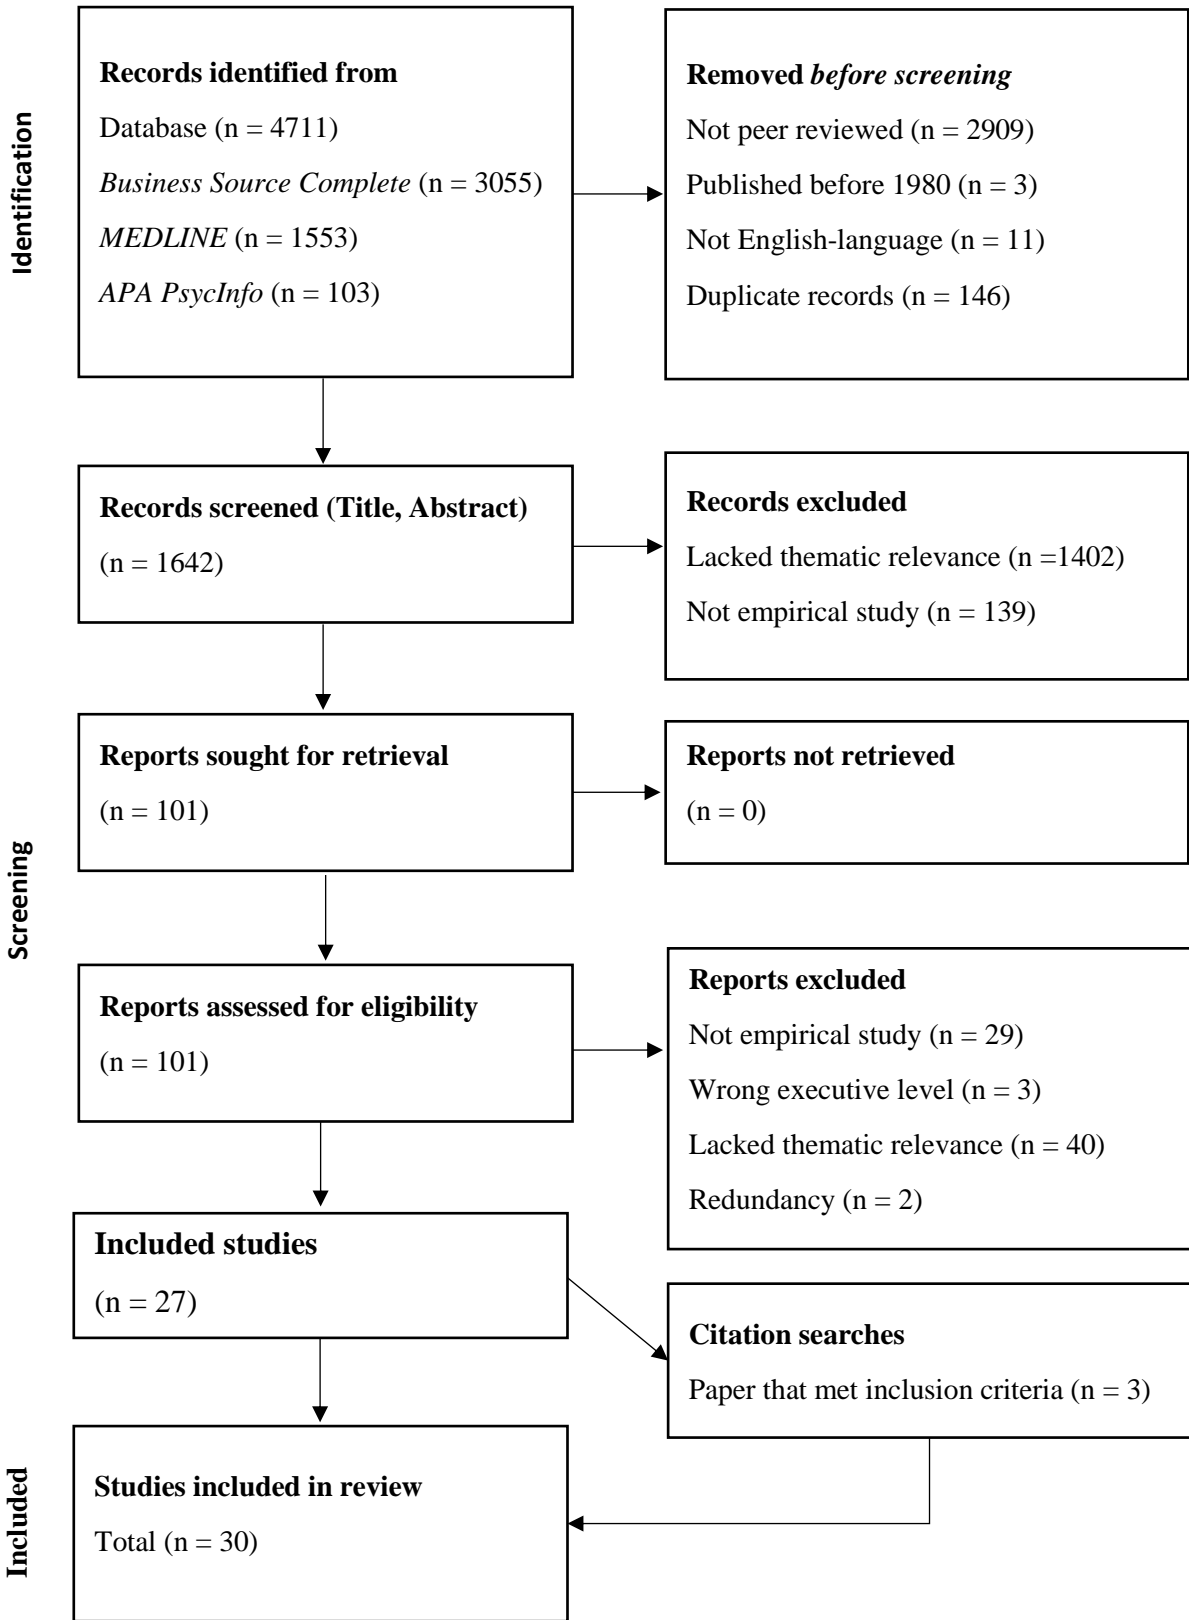 Identification
Records identified from
Database (n = 4711)
Business Source Complete (n = 3055)
MEDLINE (n = 1553)
APA PsycInfo (n = 103)
Removed before screening
Not peer reviewed (n = 2909)
Published before 1980 (n = 3)
Not English-language (n = 11)
Duplicate records (n = 146)
Screening
Records screened (Title, Abstract)
(n = 1642)
Records excluded
Lacked thematic relevance (n =1402)
Not empirical study (n = 139)
Reports sought for retrieval
(n = 101)
Reports not retrieved
(n = 0)
Reports assessed for eligibility
(n = 101)
Reports excluded
Not empirical study (n = 29)
Wrong executive level (n = 3)
Lacked thematic relevance (n = 40)
Redundancy (n = 2)
Included studies
(n = 27)
Citation searches
Paper that met inclusion criteria (n = 3)
Included
Studies included in review
Total (n = 30)